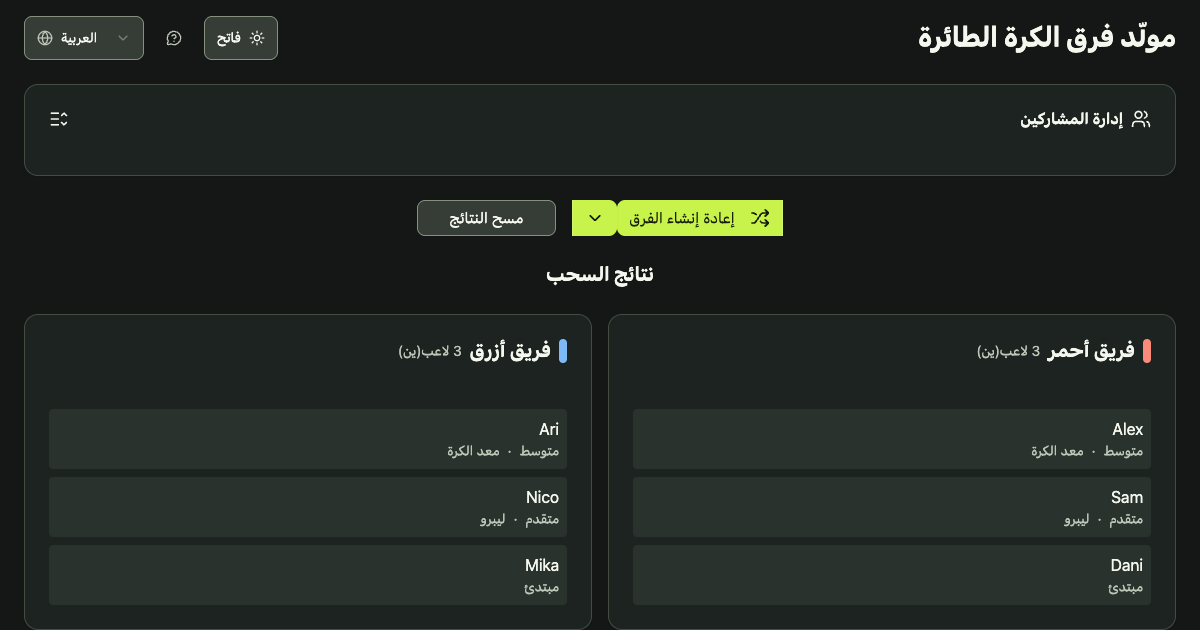 مولّد فرق الكرة الطائرة
فاتح
العربية
إدارة المشاركين
إعادة إنشاء الفرق
مسح النتائج
نتائج السحب
فريق أحمر 3 لاعب(ين)
Alex
متوسط · معد الكرة
Sam
متقدم · ليبرو
Dani
مبتدئ
فريق أزرق 3 لاعب(ين)
Ari
متوسط · معد الكرة
Nico
متقدم · ليبرو
Mika
مبتدئ